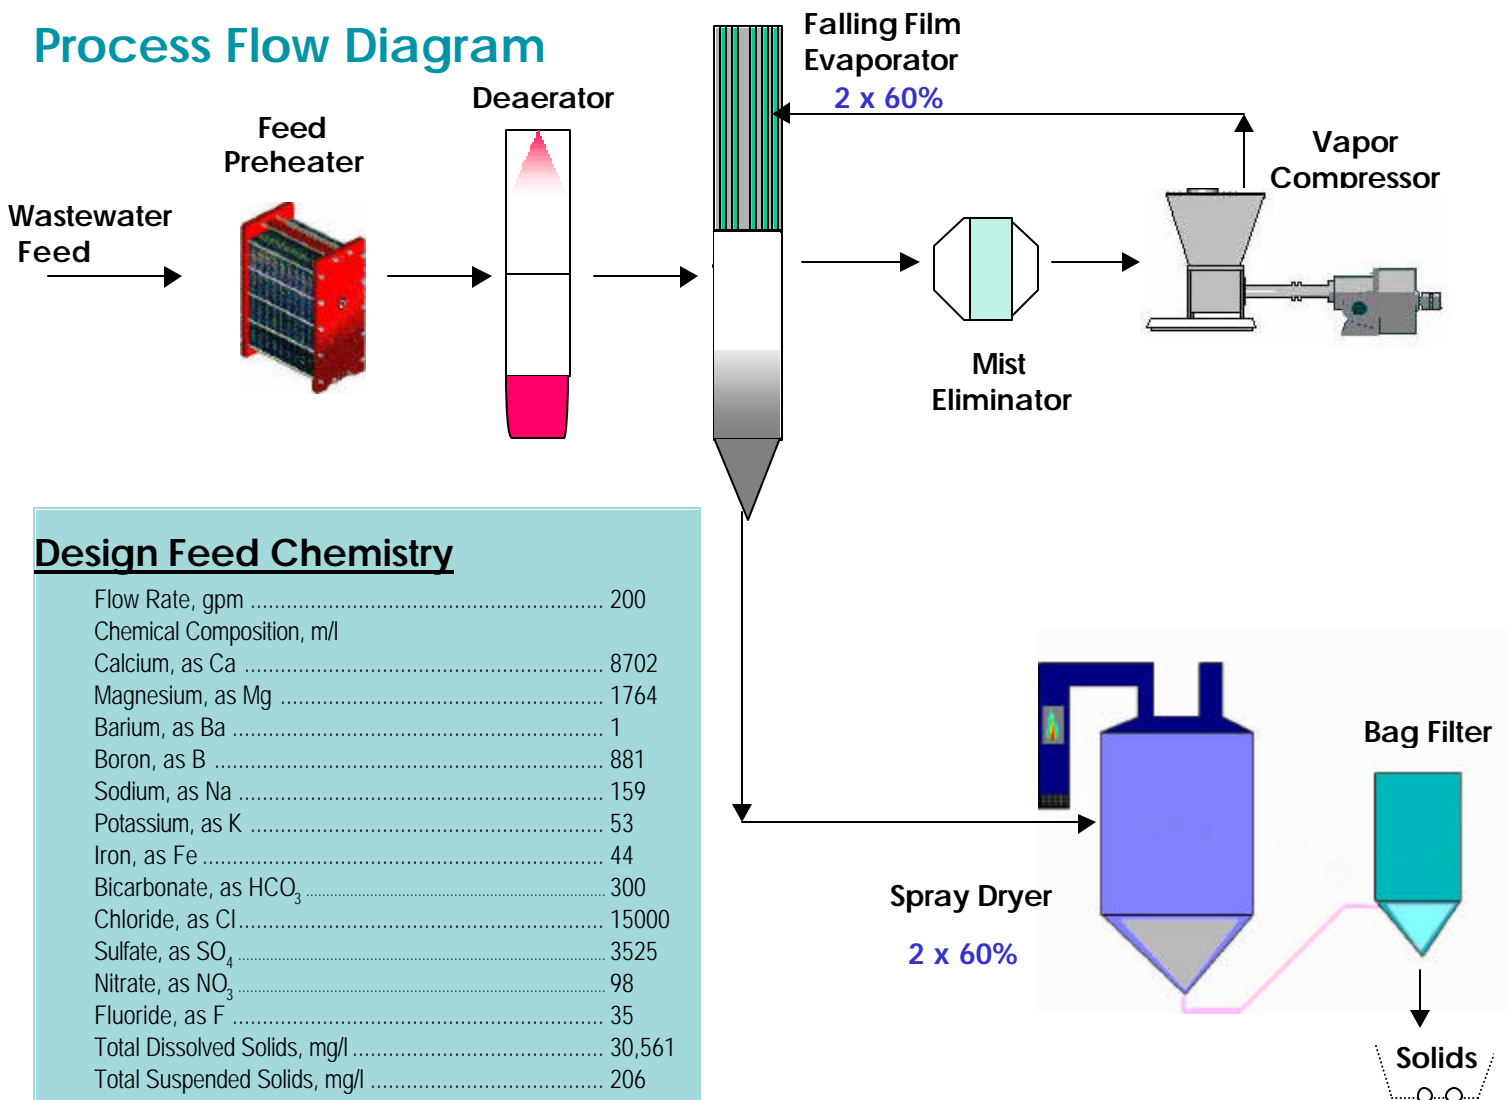 Process Flow Diagram
Falling Film
Evaporator
2 x 60%
Deaerator
Feed
Preheater
Vapor
Compressor
Wastewater
Feed
Mist
Eliminator
Design Feed Chemistry
Flow Rate, gpm .......................................................... 200
Chemical Composition, m/l
Calcium, as Ca .......................................................... 8702
Magnesium, as Mg .................................................... 1764
Barium, as Ba ............................................................ 1
Boron, as B ............................................................... 881
Sodium, as Na ........................................................... 159
Potassium, as K ......................................................... 53
Iron, as Fe ................................................................. 44
Bicarbonate, as HCO₃ ................................................ 300
Chloride, as Cl ........................................................... 15000
Sulfate, as SO₄ .......................................................... 3525
Nitrate, as NO₃ .......................................................... 98
Fluoride, as F ............................................................ 35
Total Dissolved Solids, mg/l ......................................... 30,561
Total Suspended Solids, mg/l ...................................... 206
Bag Filter
Spray Dryer
2 x 60%
Solids